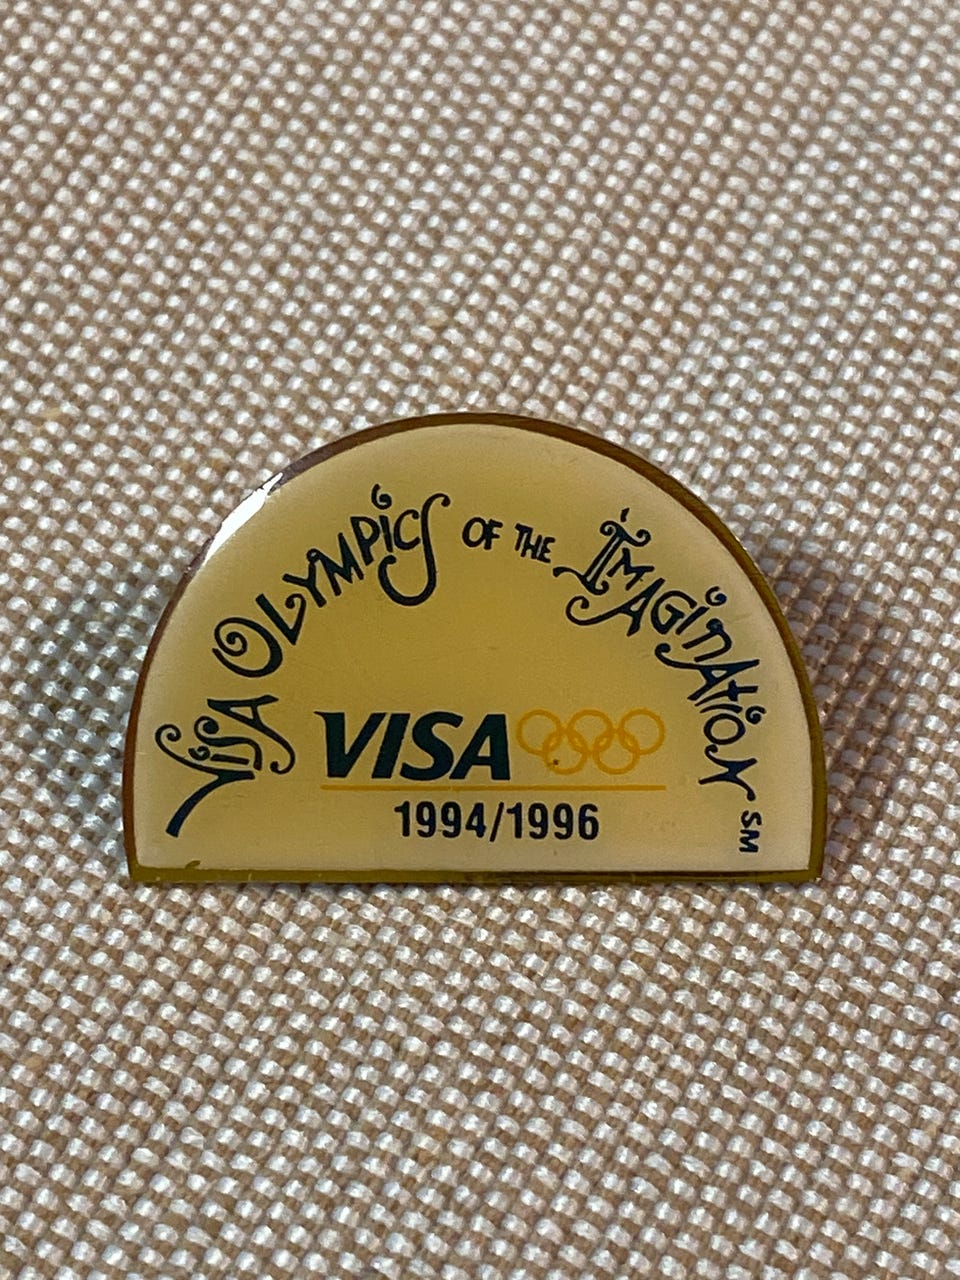 Visa Olympics of the Imagination SM
VISA
1994/1996